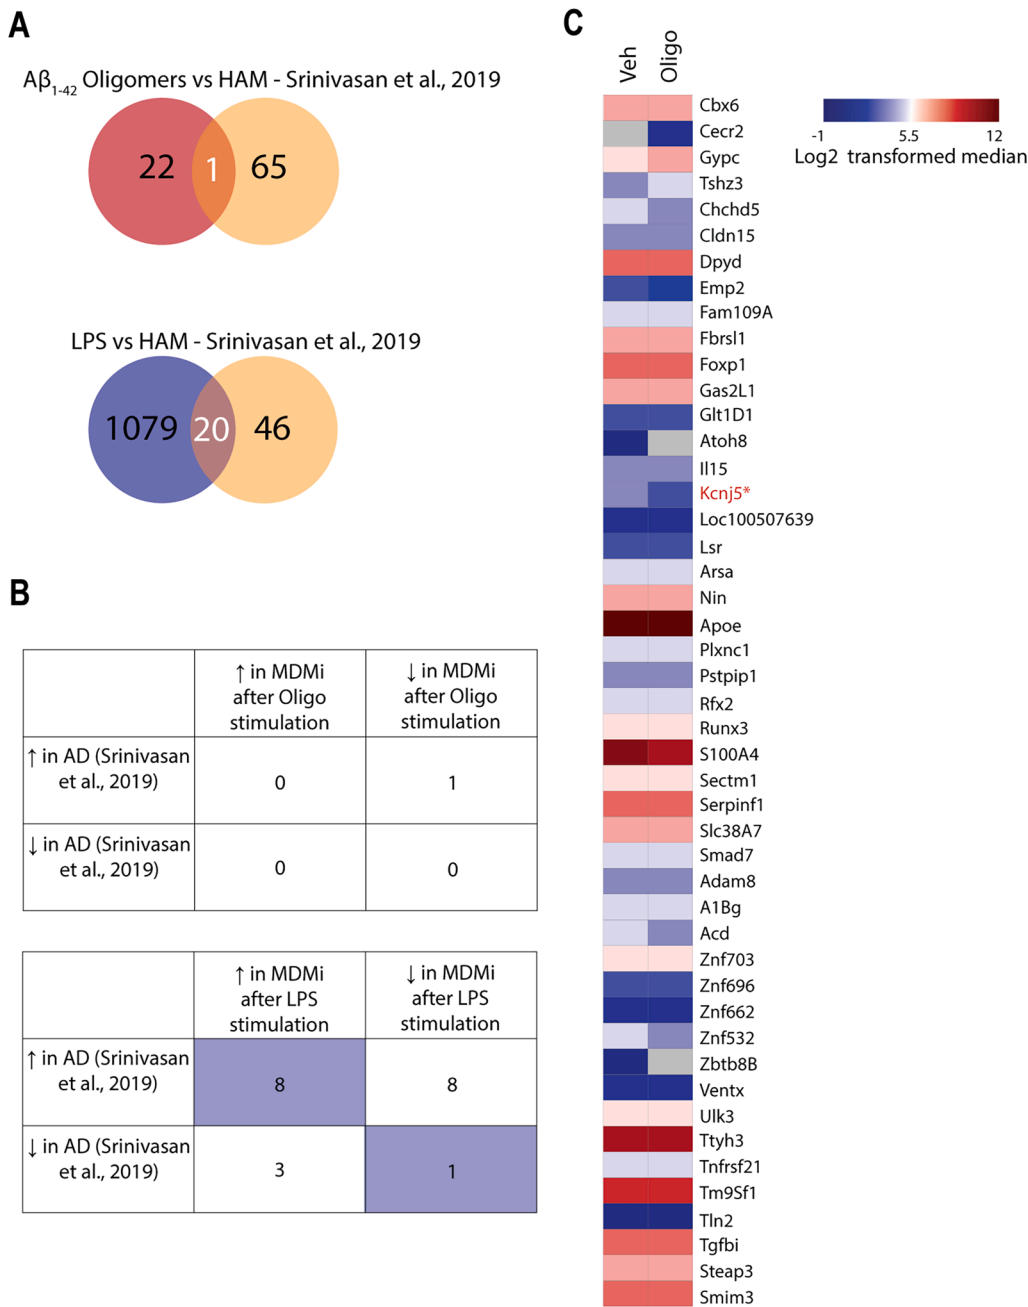 A
Aβ1-42 Oligomers vs HAM - Srinivasan et al., 2019
22
1
65
LPS vs HAM - Srinivasan et al., 2019
1079
20
46
B
↑ in MDMi
after Oligo
stimulation
↓ in MDMi
after Oligo
stimulation
↑ in AD (Srinivasan
et al., 2019)
0
1
↓ in AD (Srinivasan
et al., 2019)
0
0
↑ in MDMi
after LPS
stimulation
↓ in MDMi
after LPS
stimulation
↑ in AD (Srinivasan
et al., 2019)
8
8
↓ in AD (Srinivasan
et al., 2019)
3
1
C
Veh
Oligo
Cbx6
Cecr2
Gypc
Tshz3
Chchd5
Cldn15
Dpyd
Emp2
Fam109A
Fbrsl1
Foxp1
Gas2L1
Glt1D1
Atoh8
Il15
Kcnj5*
Loc100507639
Lsr
Arsa
Nin
Apoe
Plxnc1
Pstpip1
Rfx2
Runx3
S100A4
Sectm1
Serpinf1
Slc38A7
Smad7
Adam8
A1Bg
Acd
Znf703
Znf696
Znf662
Znf532
Zbtb8B
Ventx
Ulk3
Ttyh3
Tnfrsf21
Tm9Sf1
Tln2
Tgfbi
Steap3
Smim3
-1 5.5 12
Log2 transformed median